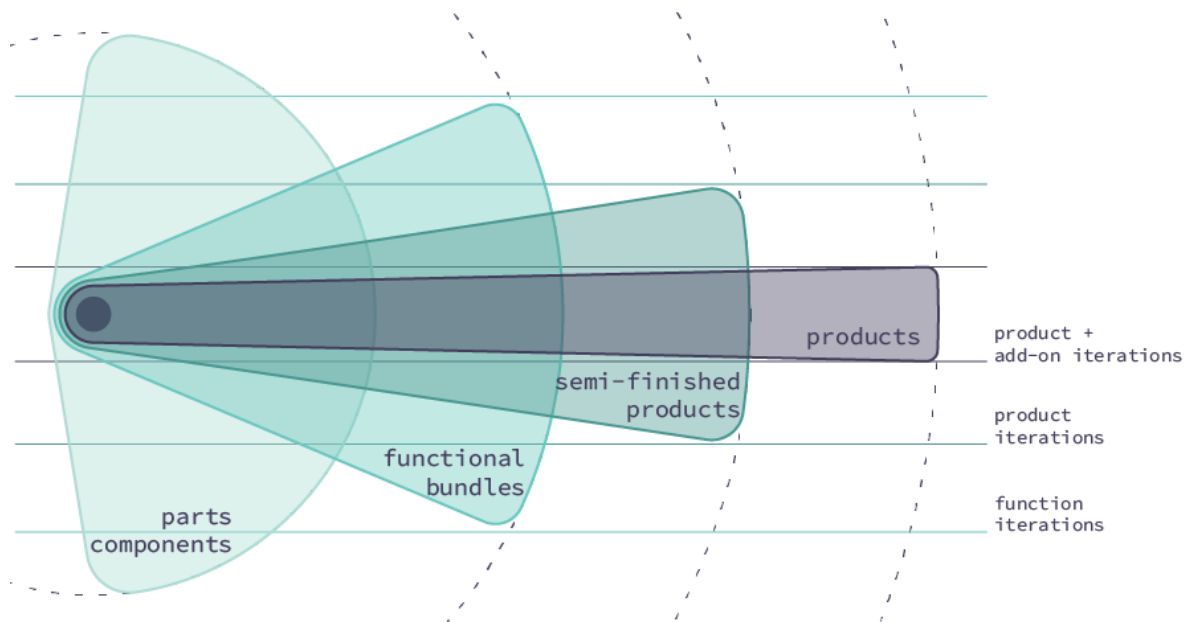 products
product +
add-on iterations
semi-finished
products
product
iterations
functional
bundles
function
iterations
parts
components